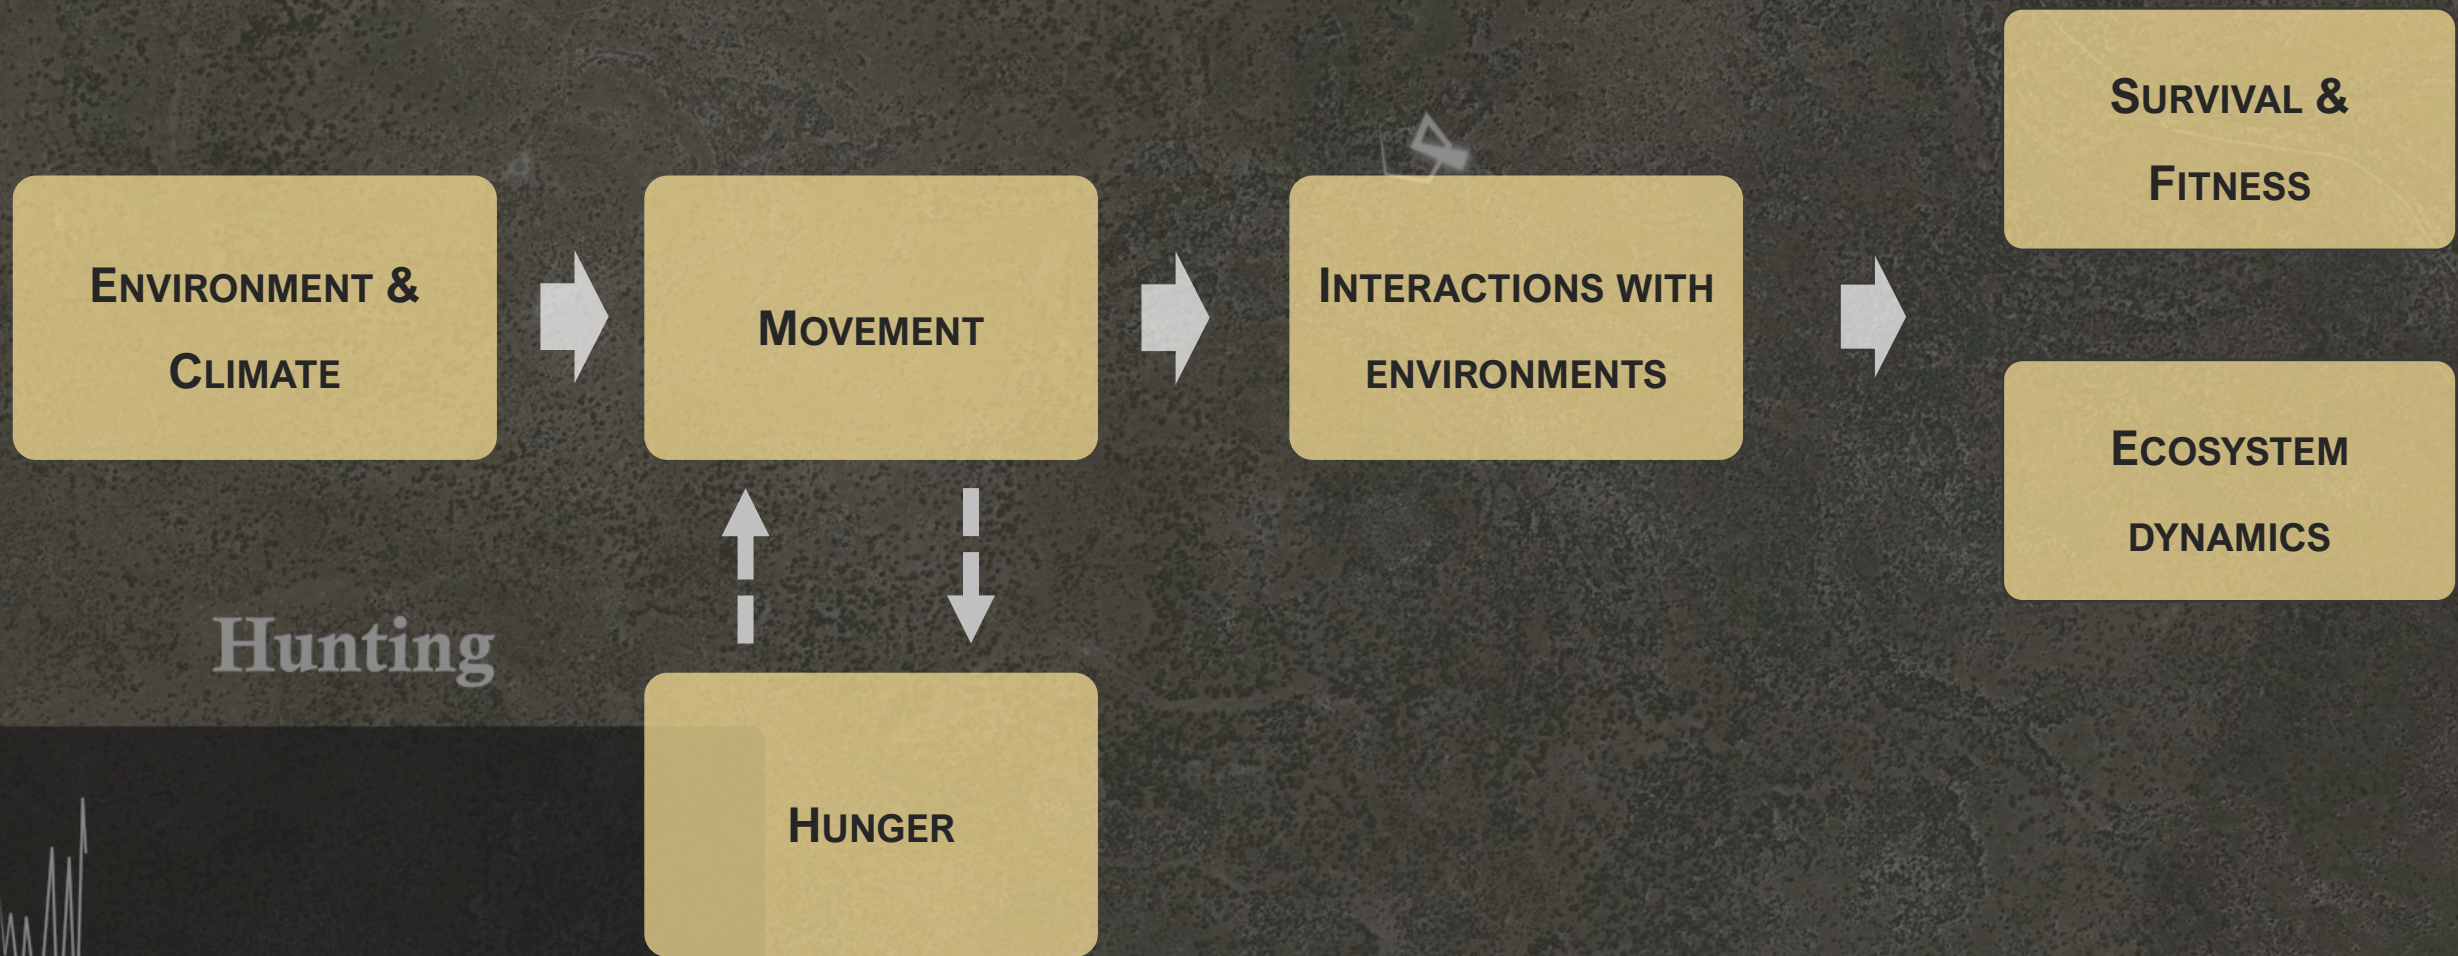 SURVIVAL &
FITNESS
ENVIRONMENT &
CLIMATE
MOVEMENT
INTERACTIONS WITH
ENVIRONMENTS
ECOSYSTEM
DYNAMICS
Hunting
HUNGER